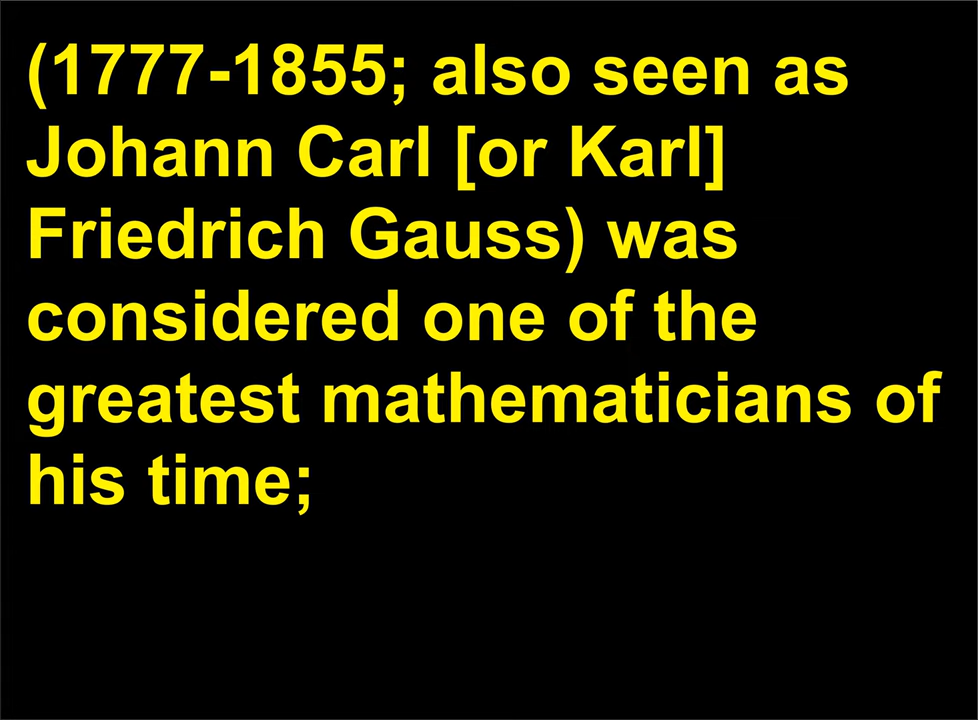 (1777-1855; also seen as
Johann Carl [or Karl]
Friedrich Gauss) was
considered one of the
greatest mathematicians of
his time;